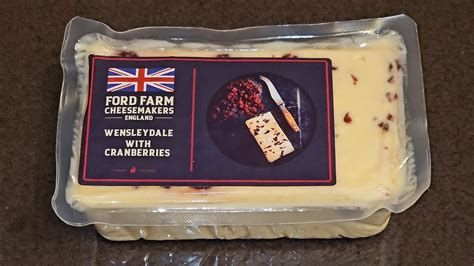 FORD FARM
CHEESEMAKERS
ENGLAND
WENSLEYDALE
WITH
CRANBERRIES